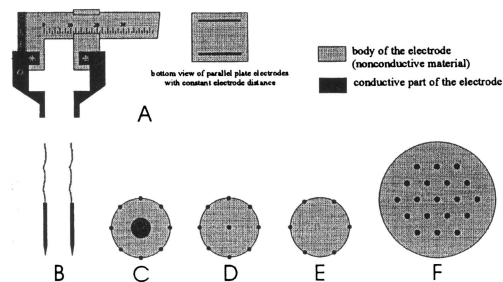 bottom view of parallel plate electrodes
with constant electrode distance
body of the electrode
(nonconductive material)
conductive part of the electrode
A
B
C
D
E
F